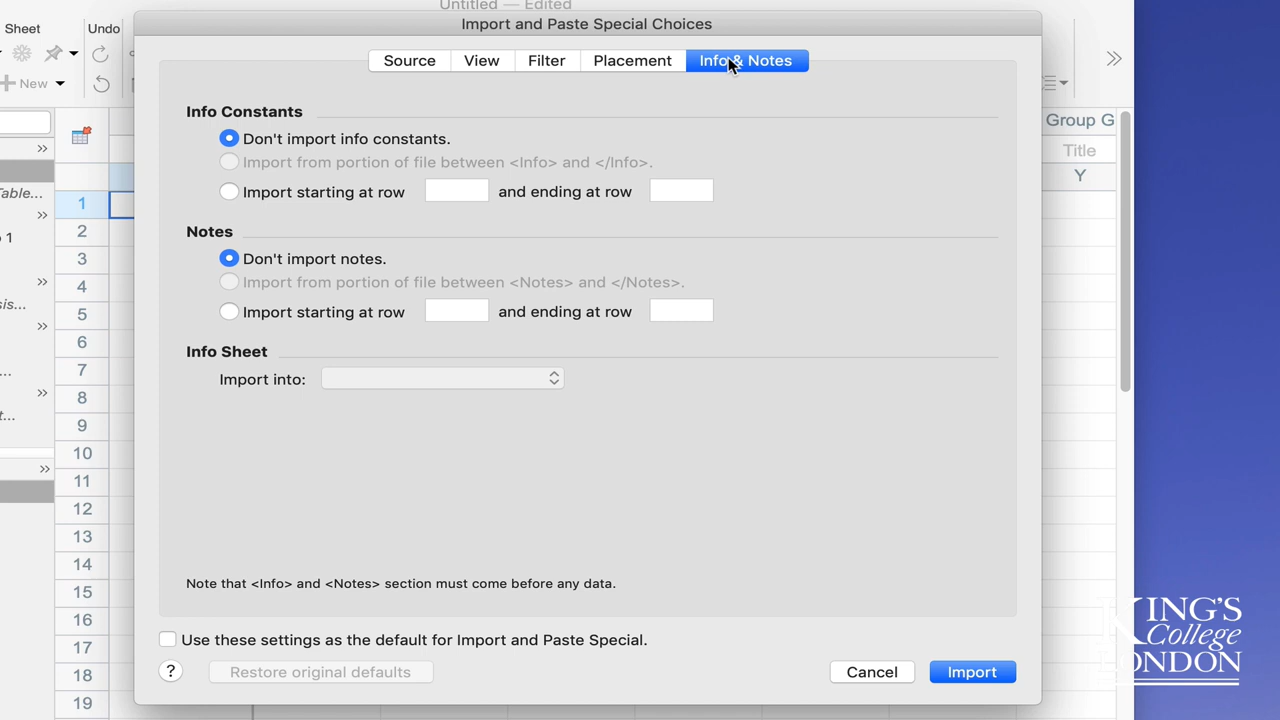 Untitled — Edited
Import and Paste Special Choices
Sheet
Undo
New
Source View Filter Placement Info & Notes
Info Constants
Don't import info constants.
Import from portion of file between <Info> and </Info>.
Import starting at row and ending at row
Notes
Don't import notes.
Import from portion of file between <Notes> and </Notes>.
Import starting at row and ending at row
Info Sheet
Import into:
Note that <Info> and <Notes> section must come before any data.
Use these settings as the default for Import and Paste Special.
? Restore original defaults Cancel Import
Group G
Title
Y
Table...
1
sis...
...
t...
1
2
3
4
5
6
7
8
9
10
11
12
13
14
15
16
17
18
19
KING'S
College
LONDON